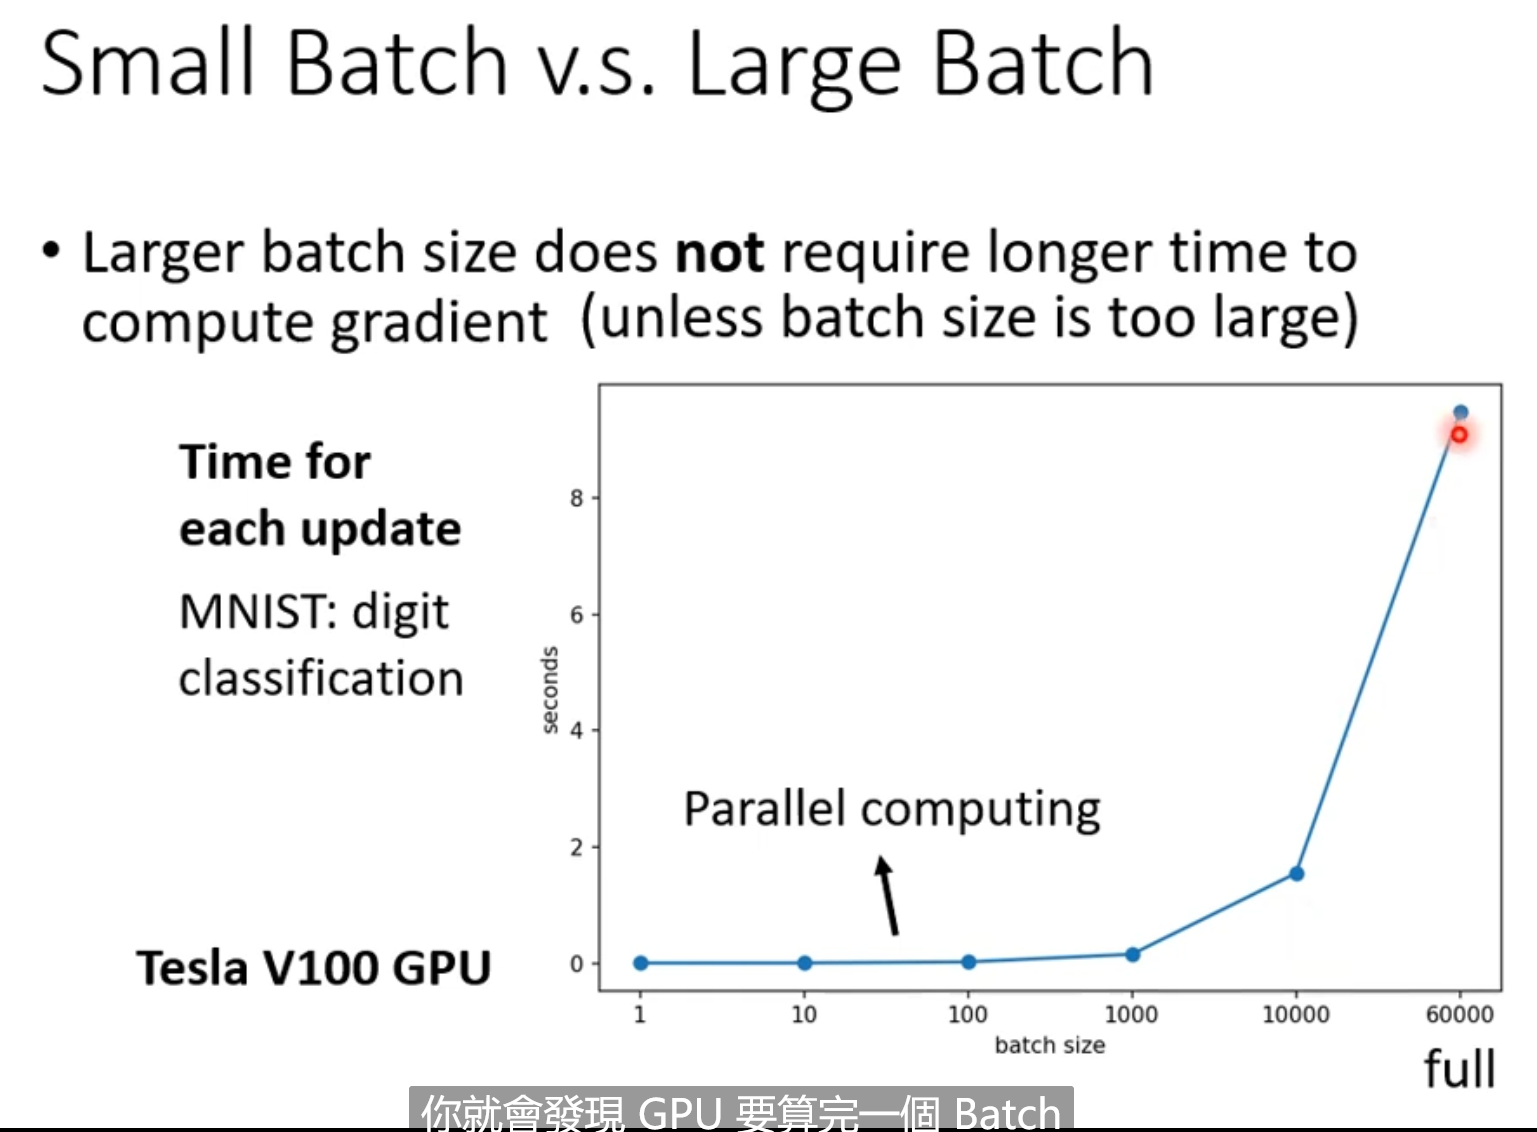 Small Batch v.s. Large Batch
• Larger batch size does not require longer time to
compute gradient (unless batch size is too large)
Time for
each update
MNIST: digit
classification
Tesla V100 GPU
seconds
8
6
4
2
0
Parallel computing
1 10 100 1000 10000 60000
batch size
full
你就會發現 GPU 要算完一個 Batch